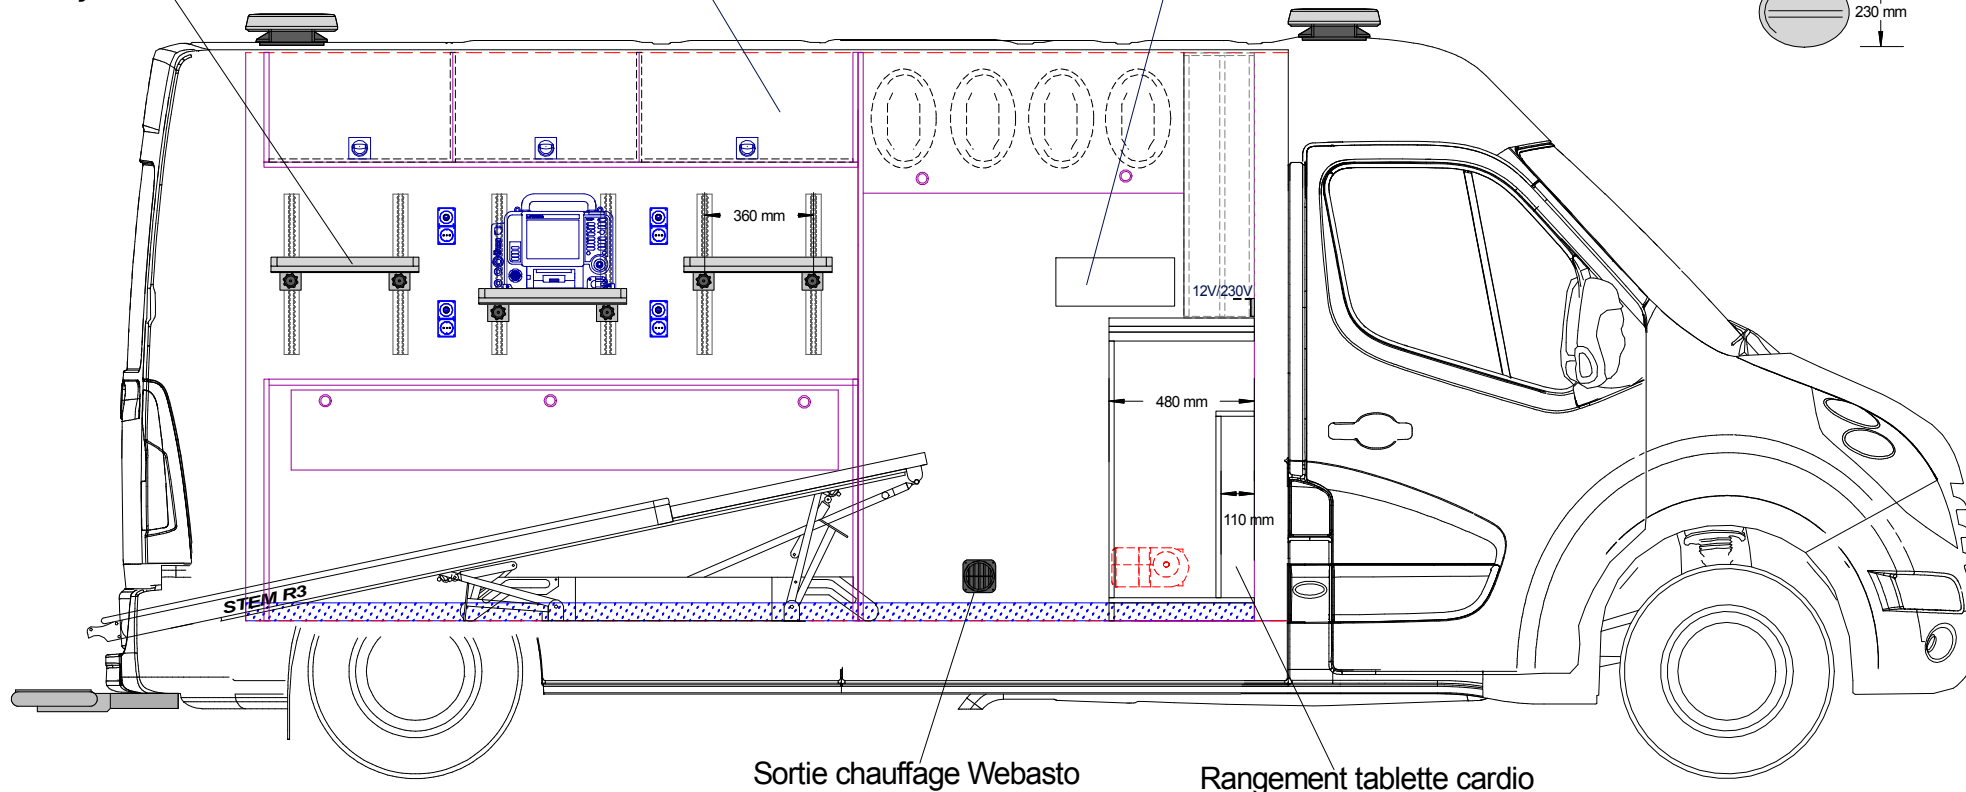 230 mm
360 mm
12V/230V
480 mm
110 mm
STEM R3
Sortie chauffage Webasto
Rangement tablette cardio